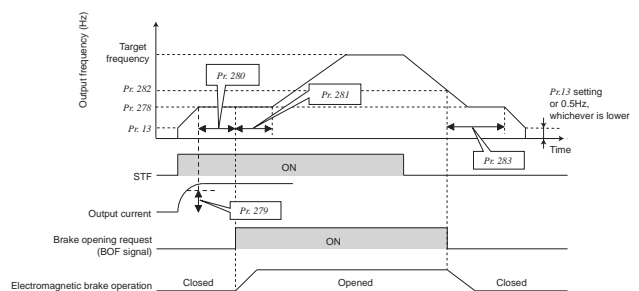 Output frequency (Hz)
Target
frequency
Pr. 280
Pr. 282
Pr. 281
Pr. 278
Pr. 13
Pr.13 setting
or 0.5Hz,
whichever is lower
Time
Pr. 283
STF
ON
Output current
Pr. 279
Brake opening request
(BOF signal)
ON
Electromagnetic brake operation
Closed
Opened
Closed